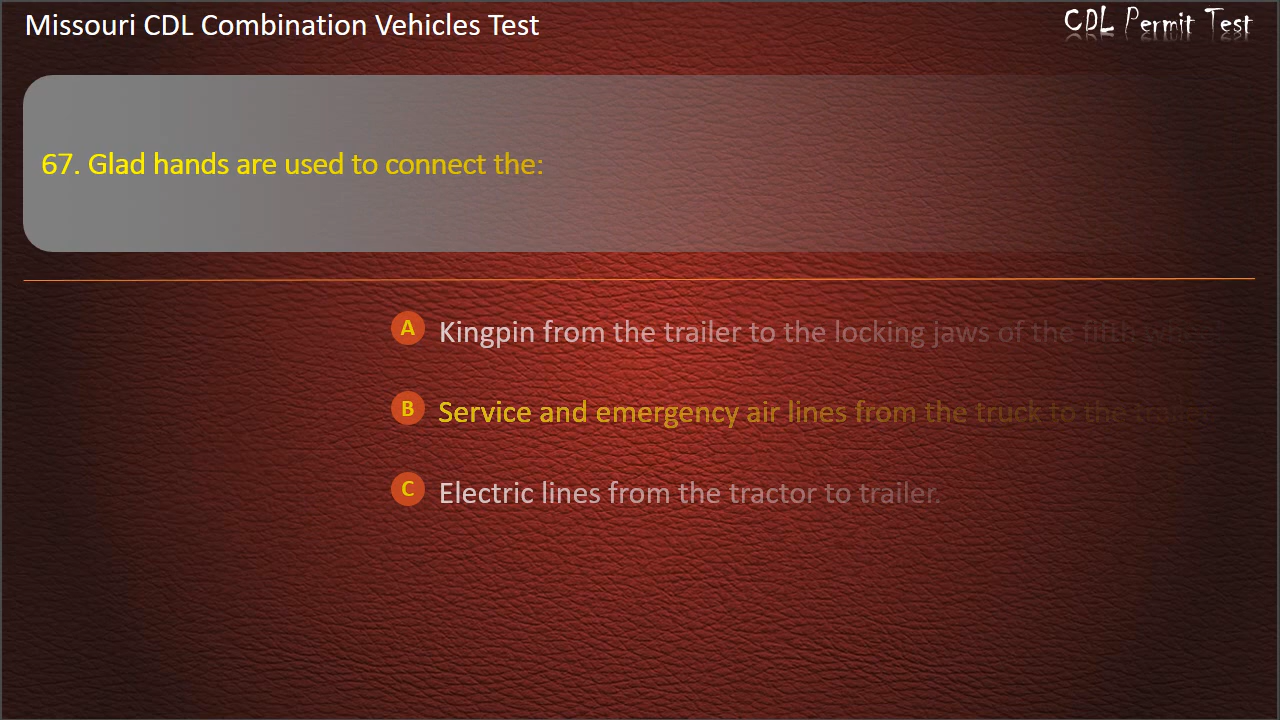 Missouri CDL Combination Vehicles Test
CDL Permit Test
67. Glad hands are used to connect the:
A Kingpin from the trailer to the locking jaws of the fifth
B Service and emergency air lines from the truck to the
C Electric lines from the tractor to trailer.